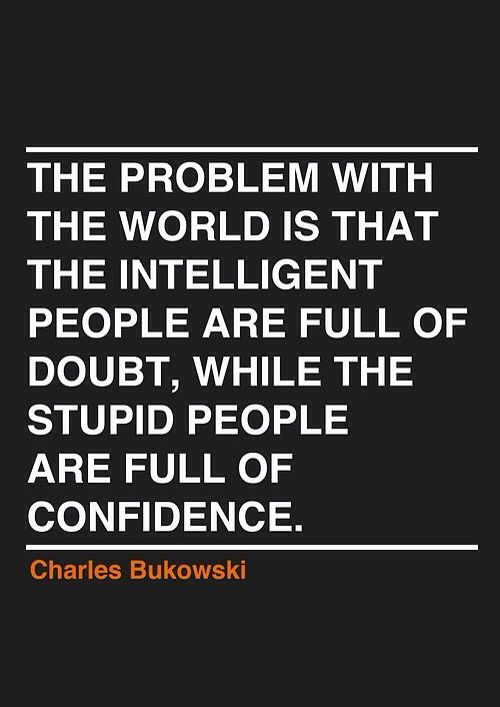 THE PROBLEM WITH
THE WORLD IS THAT
THE INTELLIGENT
PEOPLE ARE FULL OF
DOUBT, WHILE THE
STUPID PEOPLE
ARE FULL OF
CONFIDENCE.
Charles Bukowski